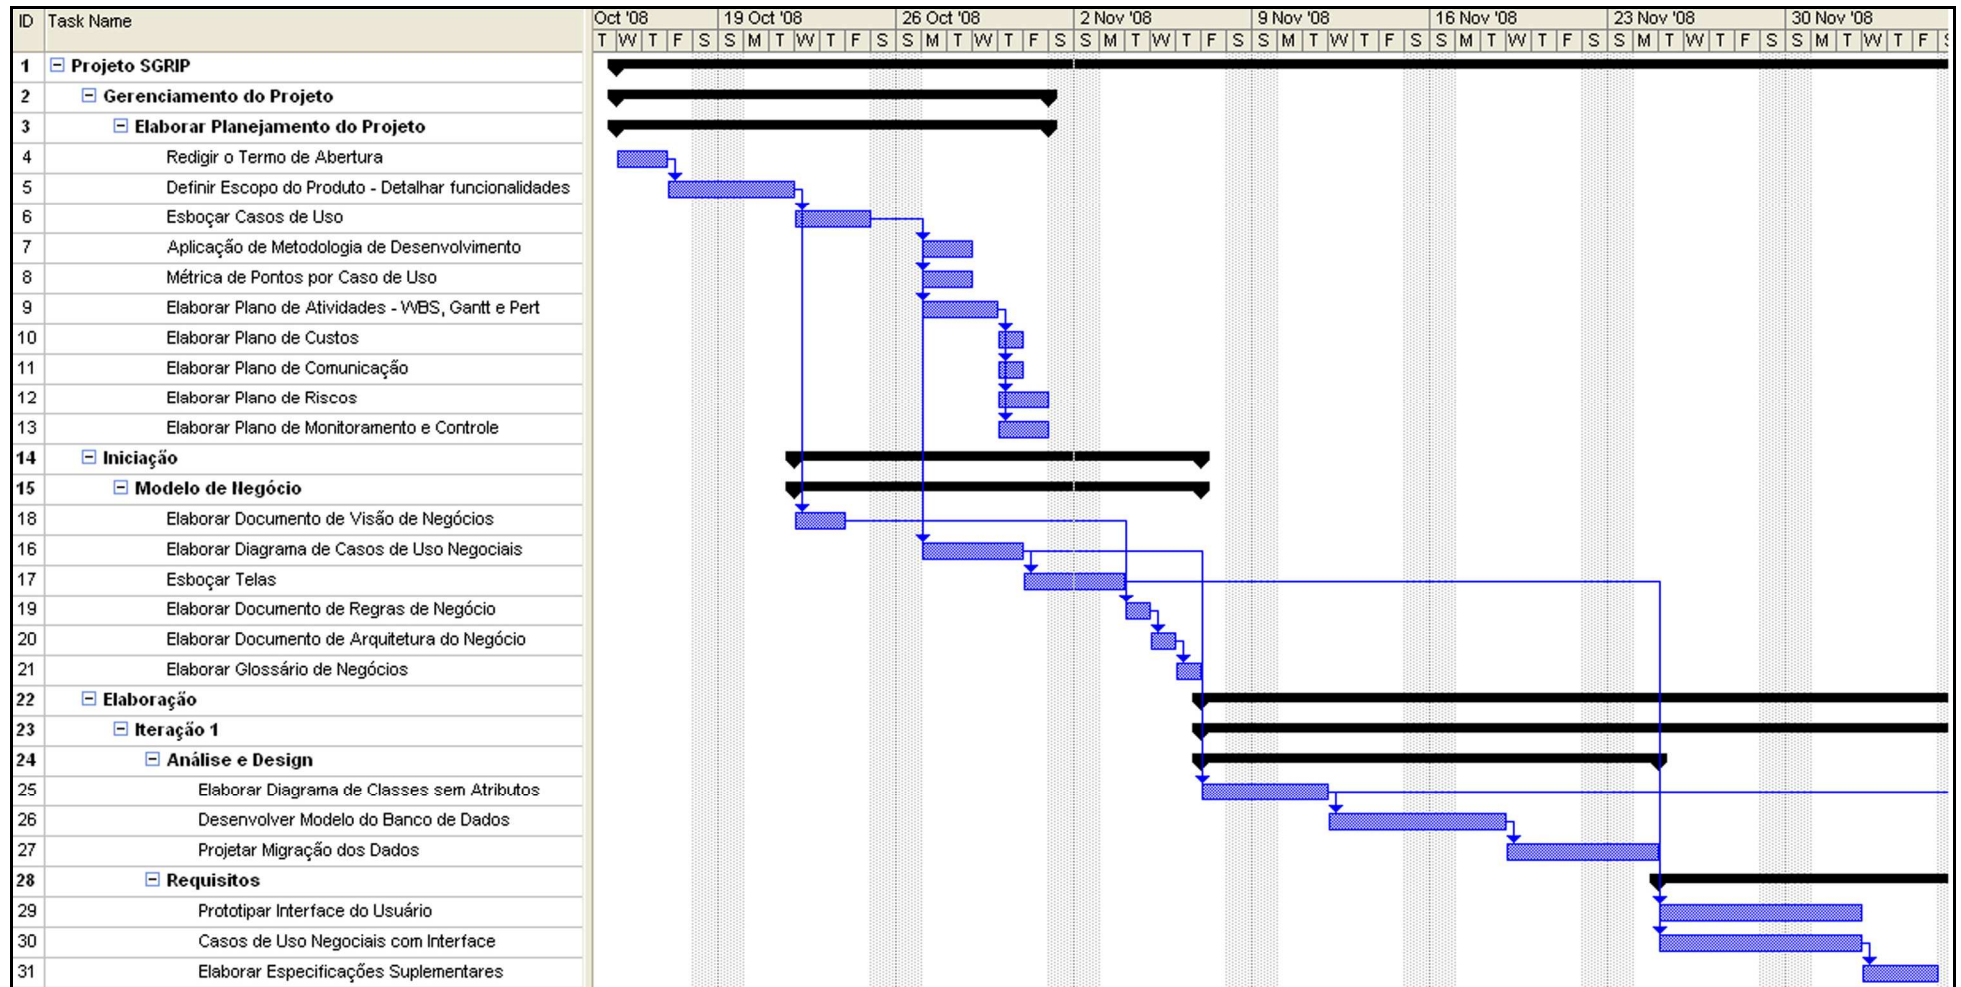 ID Task Name Oct '08 19 Oct '08 26 Oct '08 2 Nov '08 9 Nov '08 16 Nov '08 23 Nov '08 30 Nov '08
T W T F S S M T W T F S S M T W T F S S M T W T F S S M T W T F S S M T W T F S S M T W T F S S M T W T F S
1 Projeto SGRIP
2 Gerenciamento do Projeto
3 Elaborar Planejamento do Projeto
4 Redigir o Termo de Abertura
5 Definir Escopo do Produto - Detalhar funcionalidades
6 Esboçar Casos de Uso
7 Aplicação de Metodologia de Desenvolvimento
8 Métrica de Pontos por Caso de Uso
9 Elaborar Plano de Atividades - WBS, Gantt e Pert
10 Elaborar Plano de Custos
11 Elaborar Plano de Comunicação
12 Elaborar Plano de Riscos
13 Elaborar Plano de Monitoramento e Controle
14 Iniciação
15 Modelo de Negócio
18 Elaborar Documento de Visão de Negócios
16 Elaborar Diagrama de Casos de Uso Negociais
17 Esboçar Telas
19 Elaborar Documento de Regras de Negócio
20 Elaborar Documento de Arquitetura do Negócio
21 Elaborar Glossário de Negócios
22 Elaboração
23 Iteração 1
24 Análise e Design
25 Elaborar Diagrama de Classes sem Atributos
26 Desenvolver Modelo do Banco de Dados
27 Projetar Migração dos Dados
28 Requisitos
29 Prototipar Interface do Usuário
30 Casos de Uso Negociais com Interface
31 Elaborar Especificações Suplementares